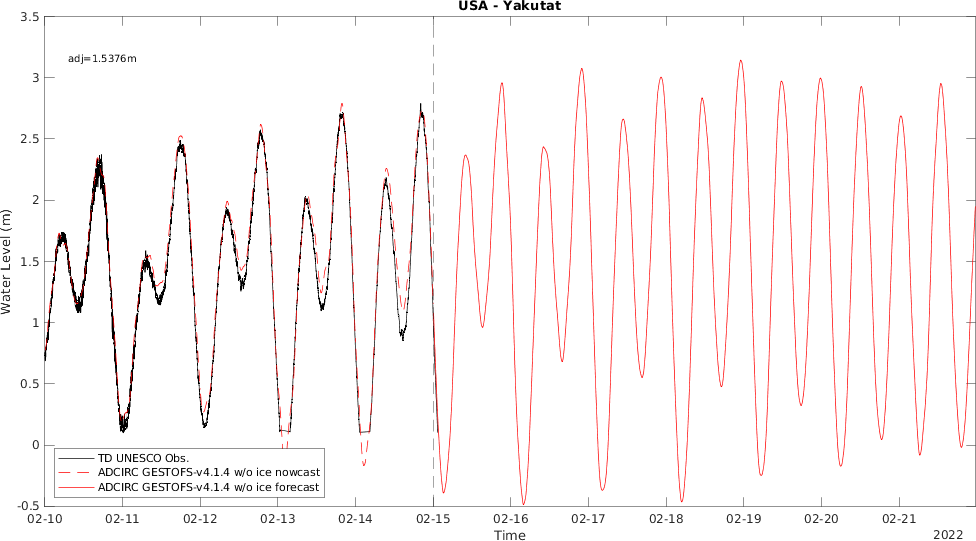 USA - Yakutat
adj=1.5376m
3.5
3
2.5
2
1.5
1
0.5
0
-0.5
Water Level (m)
TD UNESCO Obs.
ADCIRC GESTOFS-v4.1.4 w/o ice nowcast
ADCIRC GESTOFS-v4.1.4 w/o ice forecast
02-10 02-11 02-12 02-13 02-14 02-15 02-16 02-17 02-18 02-19 02-20 02-21
Time
2022